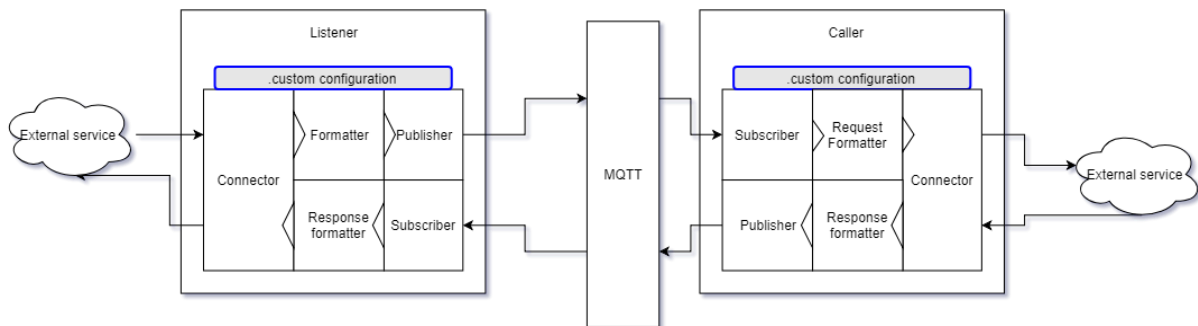 Listener
Caller
.custom configuration
.custom configuration
External service
Formatter
Publisher
Subscriber
Request
Formatter
Connector
MQTT
Connector
External service
Response
formatter
Subscriber
Publisher
Response
formatter